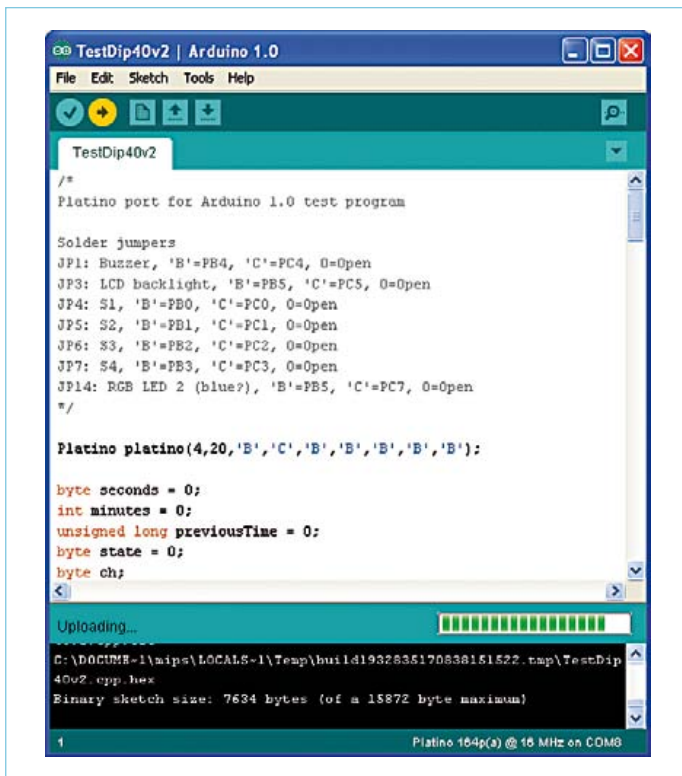 TestDip40v2 | Arduino 1.0
File Edit Sketch Tools Help
TestDip40v2
/*
Platino port for Arduino 1.0 test program
Solder jumpers
JP1: Buzzer, 'B'=PB4, 'C'=PC4, 0=Open
JP3: LCD backlight, 'B'=PB5, 'C'=PC5, 0=Open
JP4: S1, 'B'=PB0, 'C'=PC0, 0=Open
JP5: S2, 'B'=PB1, 'C'=PC1, 0=Open
JP6: S3, 'B'=PB2, 'C'=PC2, 0=Open
JP7: S4, 'B'=PB3, 'C'=PC3, 0=Open
JP14: RGB LED 2 (blue?), 'B'=PB5, 'C'=PC7, 0=Open
*/
Platino platino(4,20,'B','C','B','B','B','B','B');
byte seconds = 0;
int minutes = 0;
unsigned long previousTime = 0;
byte state = 0;
byte ch;
Uploading...
C:\DOCUME~1\mips\LOCALS~1\Temp\build1932835170838151522.tmp\TestDip
40v2.cpp.hex
Binary sketch size: 7634 bytes (of a 15872 byte maximum)
1 Platino 164p(a) @ 16 MHz on COM8